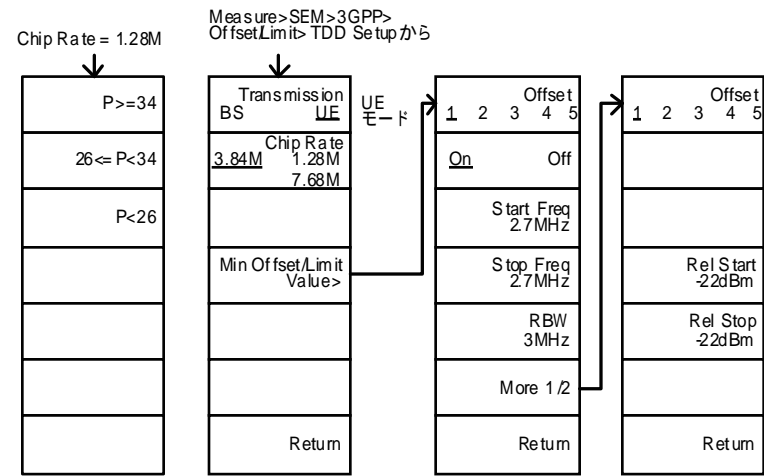 Chip Rate = 1.28M
P>=34
26<= P<34
P<26
Measure>SEM>3GPP>
Offset/Limit> TDD Setupから
Transmission
BS UE
Chip Rate
3.84M 1.28M
7.68M
Min Offset/Limit
Value>
Return
UE
モード
Offset
1 2 3 4 5
On Off
Start Freq
2.7MHz
Stop Freq
2.7MHz
RBW
3MHz
More 1/2
Return
Offset
1 2 3 4 5
Rel Start
-22dBm
Rel Stop
-22dBm
Return